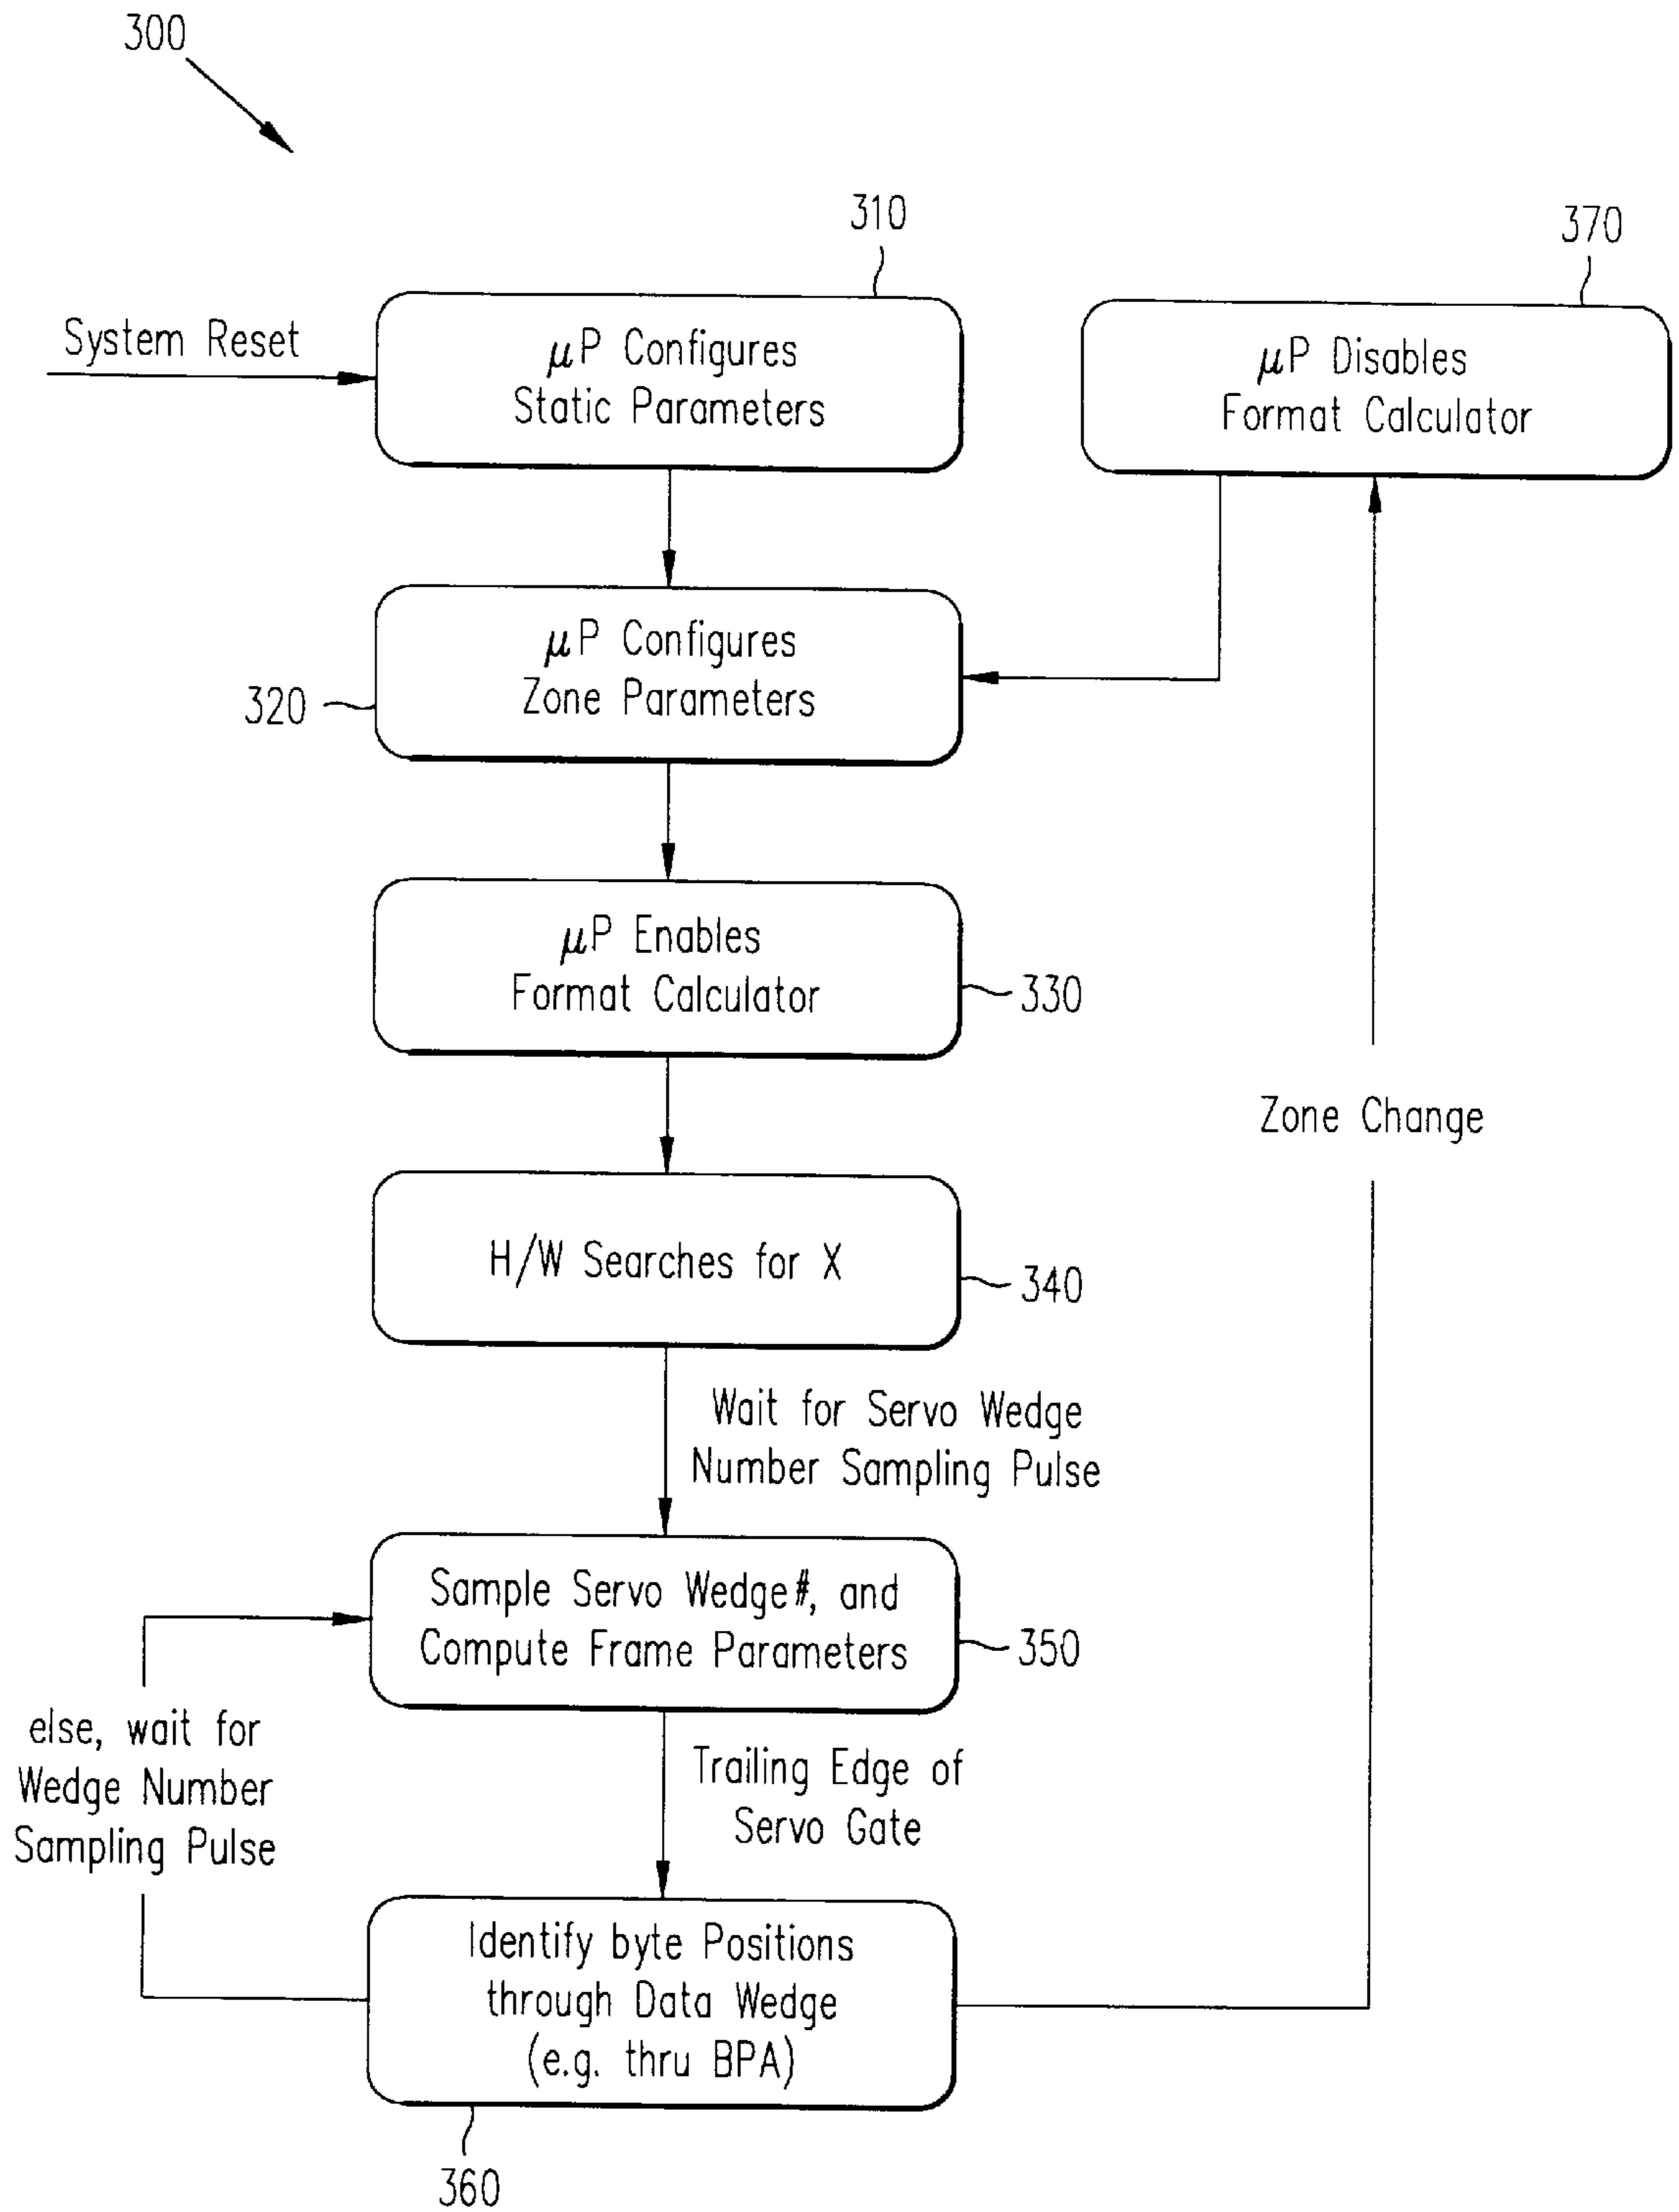 300
310
370
System Reset
μP Configures
Static Parameters
μP Disables
Format Calculator
μP Configures
Zone Parameters
320
μP Enables
Format Calculator
330
Zone Change
H/W Searches for X
340
Wait for Servo Wedge
Number Sampling Pulse
Sample Servo Wedge#, and
Compute Frame Parameters
350
else, wait for
Wedge Number
Sampling Pulse
Trailing Edge of
Servo Gate
Identify byte Positions
through Data Wedge
(e.g. thru BPA)
360